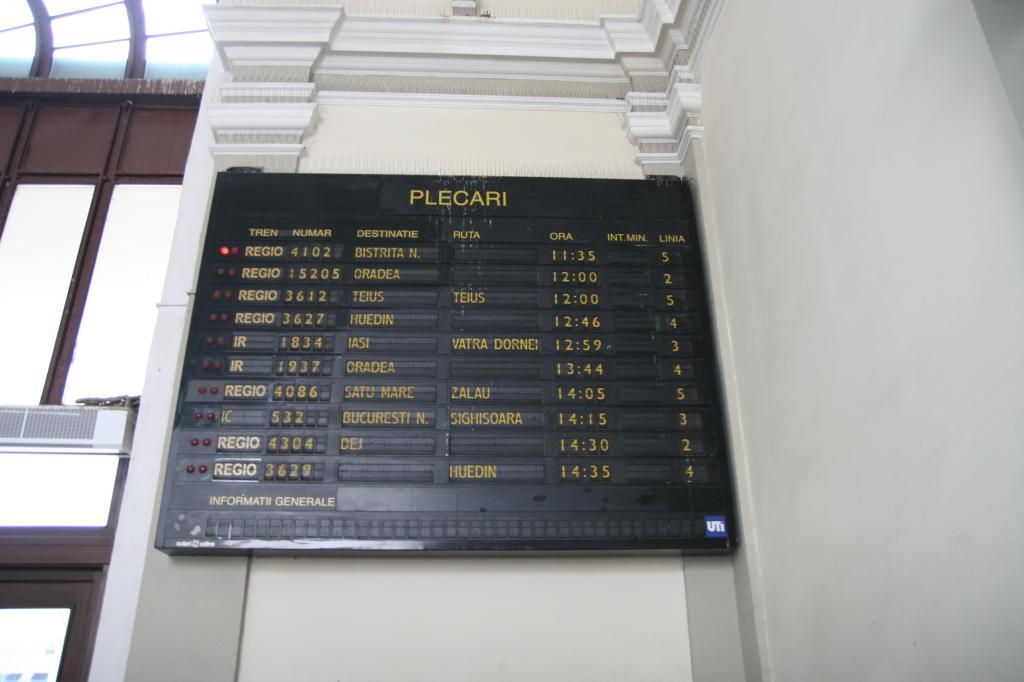 PLECARI
TREN NUMAR DESTINATIE RUTA ORA INT.MIN. LINIA
REGIO 4102 BISTRITA N. 11:35 5
REGIO 15205 ORADEA 12:00 2
REGIO 3612 TEIUS TEIUS 12:00 5
REGIO 3627 HUEDIN 12:46 4
IR 1834 IASI VATRA DORNEI 12:59 3
IR 1937 ORADEA 13:44 4
REGIO 4086 SATU MARE ZALAU 14:05 5
IC 532 BUCURESTI N. SIGHISOARA 14:15 3
REGIO 4304 DEJ 14:30 2
REGIO 3629 HUEDIN 14:35 4
INFORMATII GENERALE
UTi
solari udine